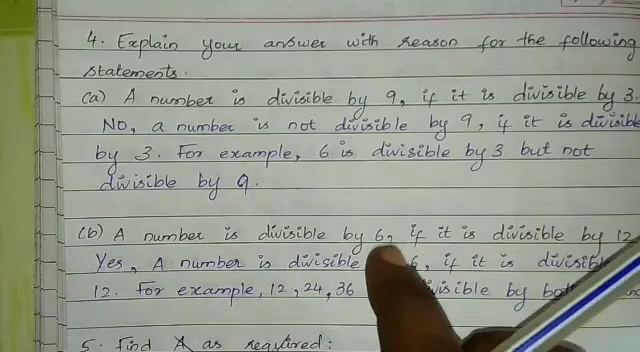 4. Explain your answer with reason for the following
statements.
(a) A number is divisible by 9, if it is divisible by 3.
No, a number is not divisible by 9, if it is divisible
by 3. For example, 6 is divisible by 3 but not
divisible by 9.
(b) A number is divisible by 6, if it is divisible by 12
Yes, A number is divisible 6, if it is
12. For example, 12, 24, 36 by
5. Find as required: